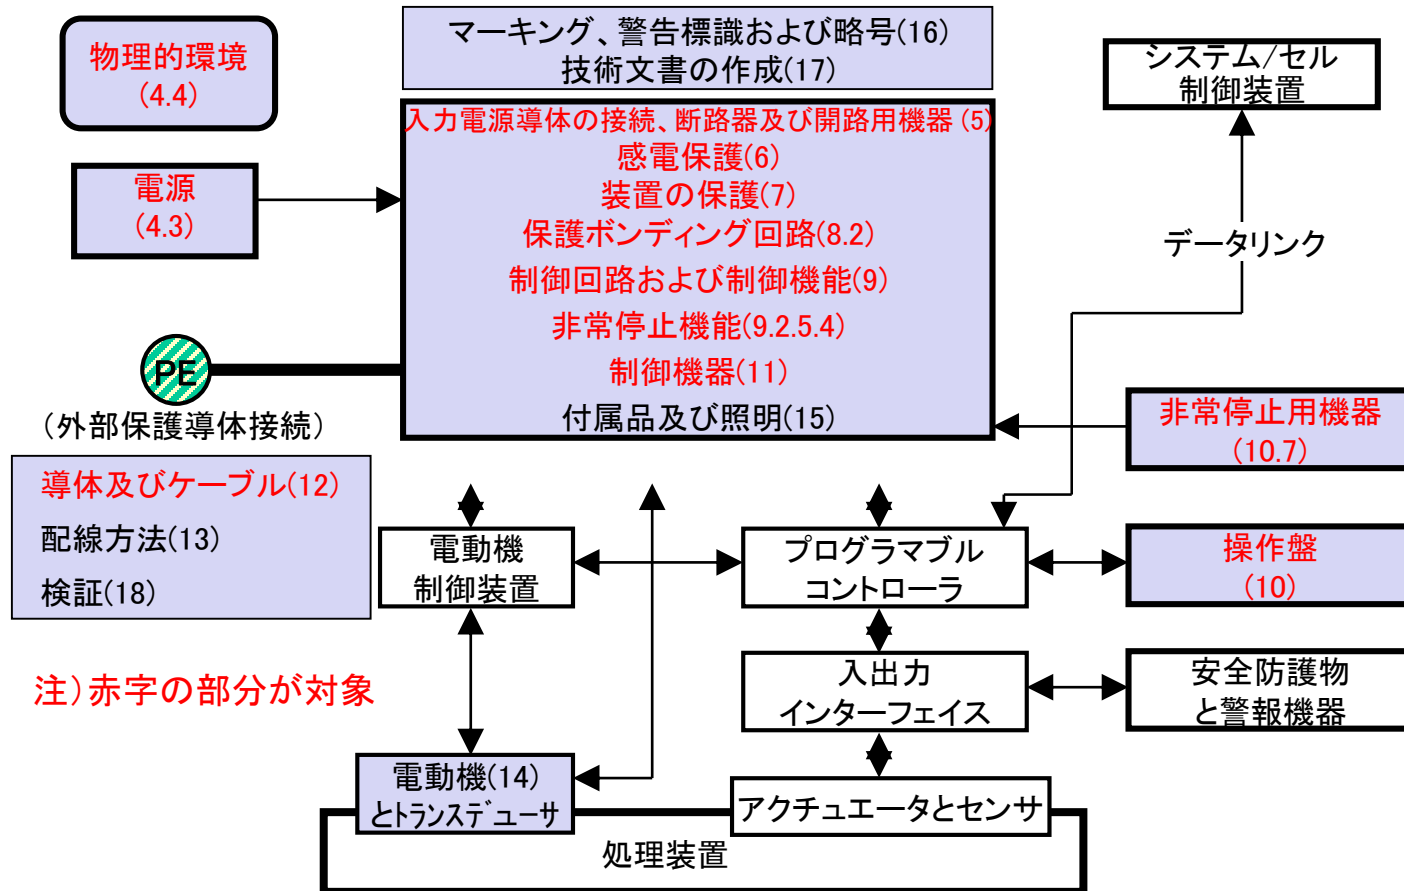 物理的環境
(4.4)
マーキング、警告標識および略号(16)
技術文書の作成(17)
システム/セル
制御装置
電源
(4.3)
入力電源導体の接続、断路器及び開路用機器(5)
感電保護(6)
装置の保護(7)
保護ボンディング回路(8.2)
制御回路および制御機能(9)
非常停止機能(9.2.5.4)
制御機器(11)
付属品及び照明(15)
データリンク
PE
(外部保護導体接続)
非常停止用機器
(10.7)
導体及びケーブル(12)
配線方法(13)
検証(18)
電動機
制御装置
プログラマブル
コントローラ
操作盤
(10)
注)赤字の部分が対象
入出力
インターフェイス
安全防護物
と警報機器
電動機(14)
とトランスデューサ
アクチュエータとセンサ
処理装置